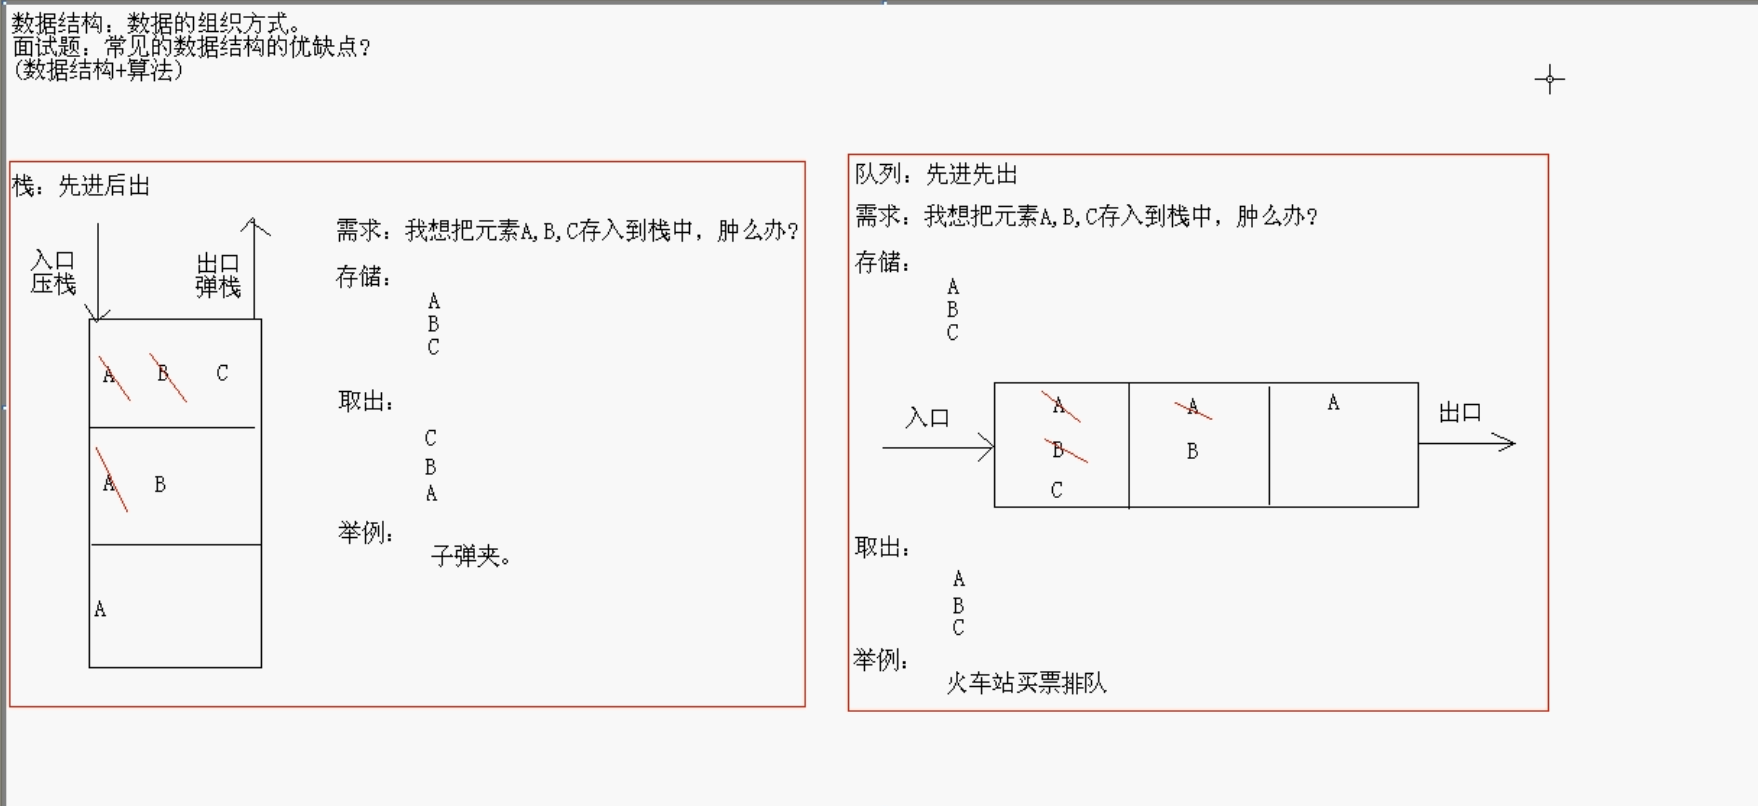 数据结构：数据的组织方式。
面试题：常见的数据结构的优缺点?
(数据结构+算法)
栈：先进后出
需求：我想把元素A,B,C存入到栈中，肿么办?
入口
压栈
出口
弹栈
存储：
A
B
C
A B C
取出：
C
A B
B
A
举例：
子弹夹。
A
队列：先进先出
需求：我想把元素A,B,C存入到栈中，肿么办?
存储：
A
B
C
入口
A A A
B B
C
出口
取出：
A
B
C
举例：
火车站买票排队